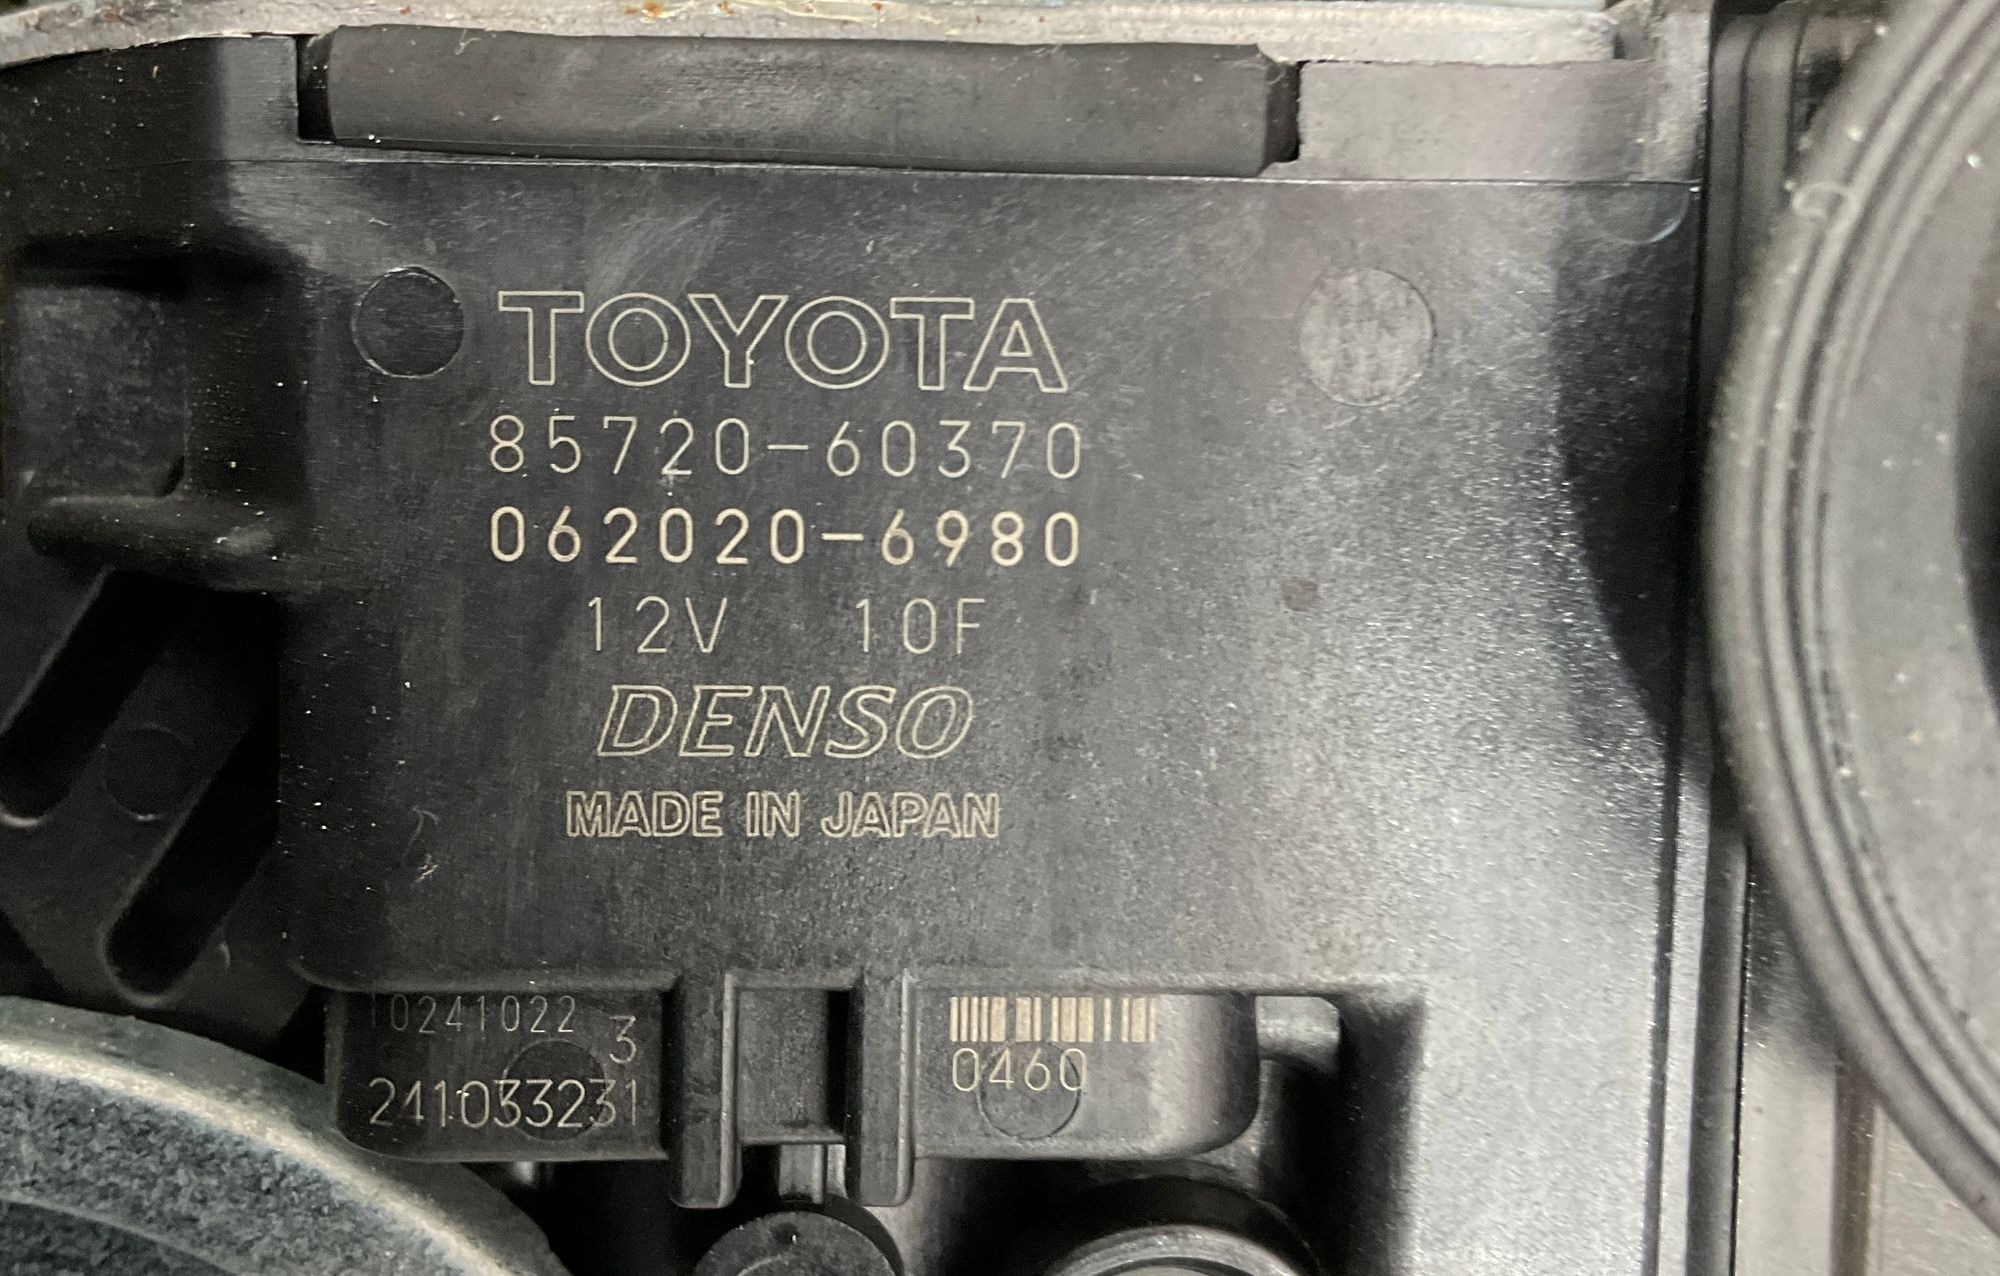 TOYOTA
85720-60370
062020-6980
12V 10F
DENSO
MADE IN JAPAN
10241022
3
241033231
0460